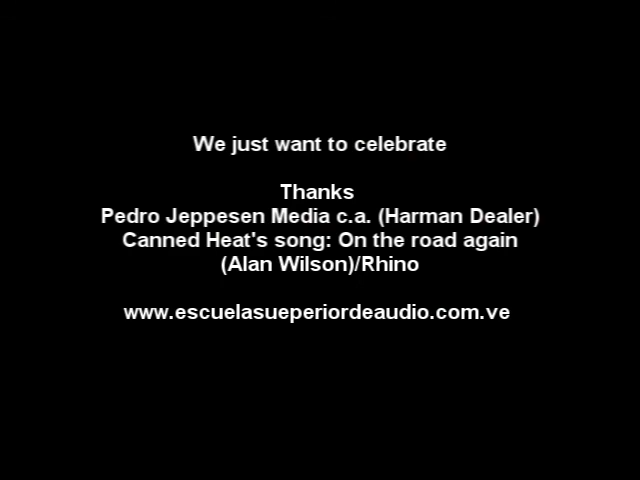 We just want to celebrate
Thanks
Pedro Jeppesen Media c.a. (Harman Dealer)
Canned Heat's song: On the road again
(Alan Wilson)/Rhino
www.escuelasueperiordeaudio.com.ve